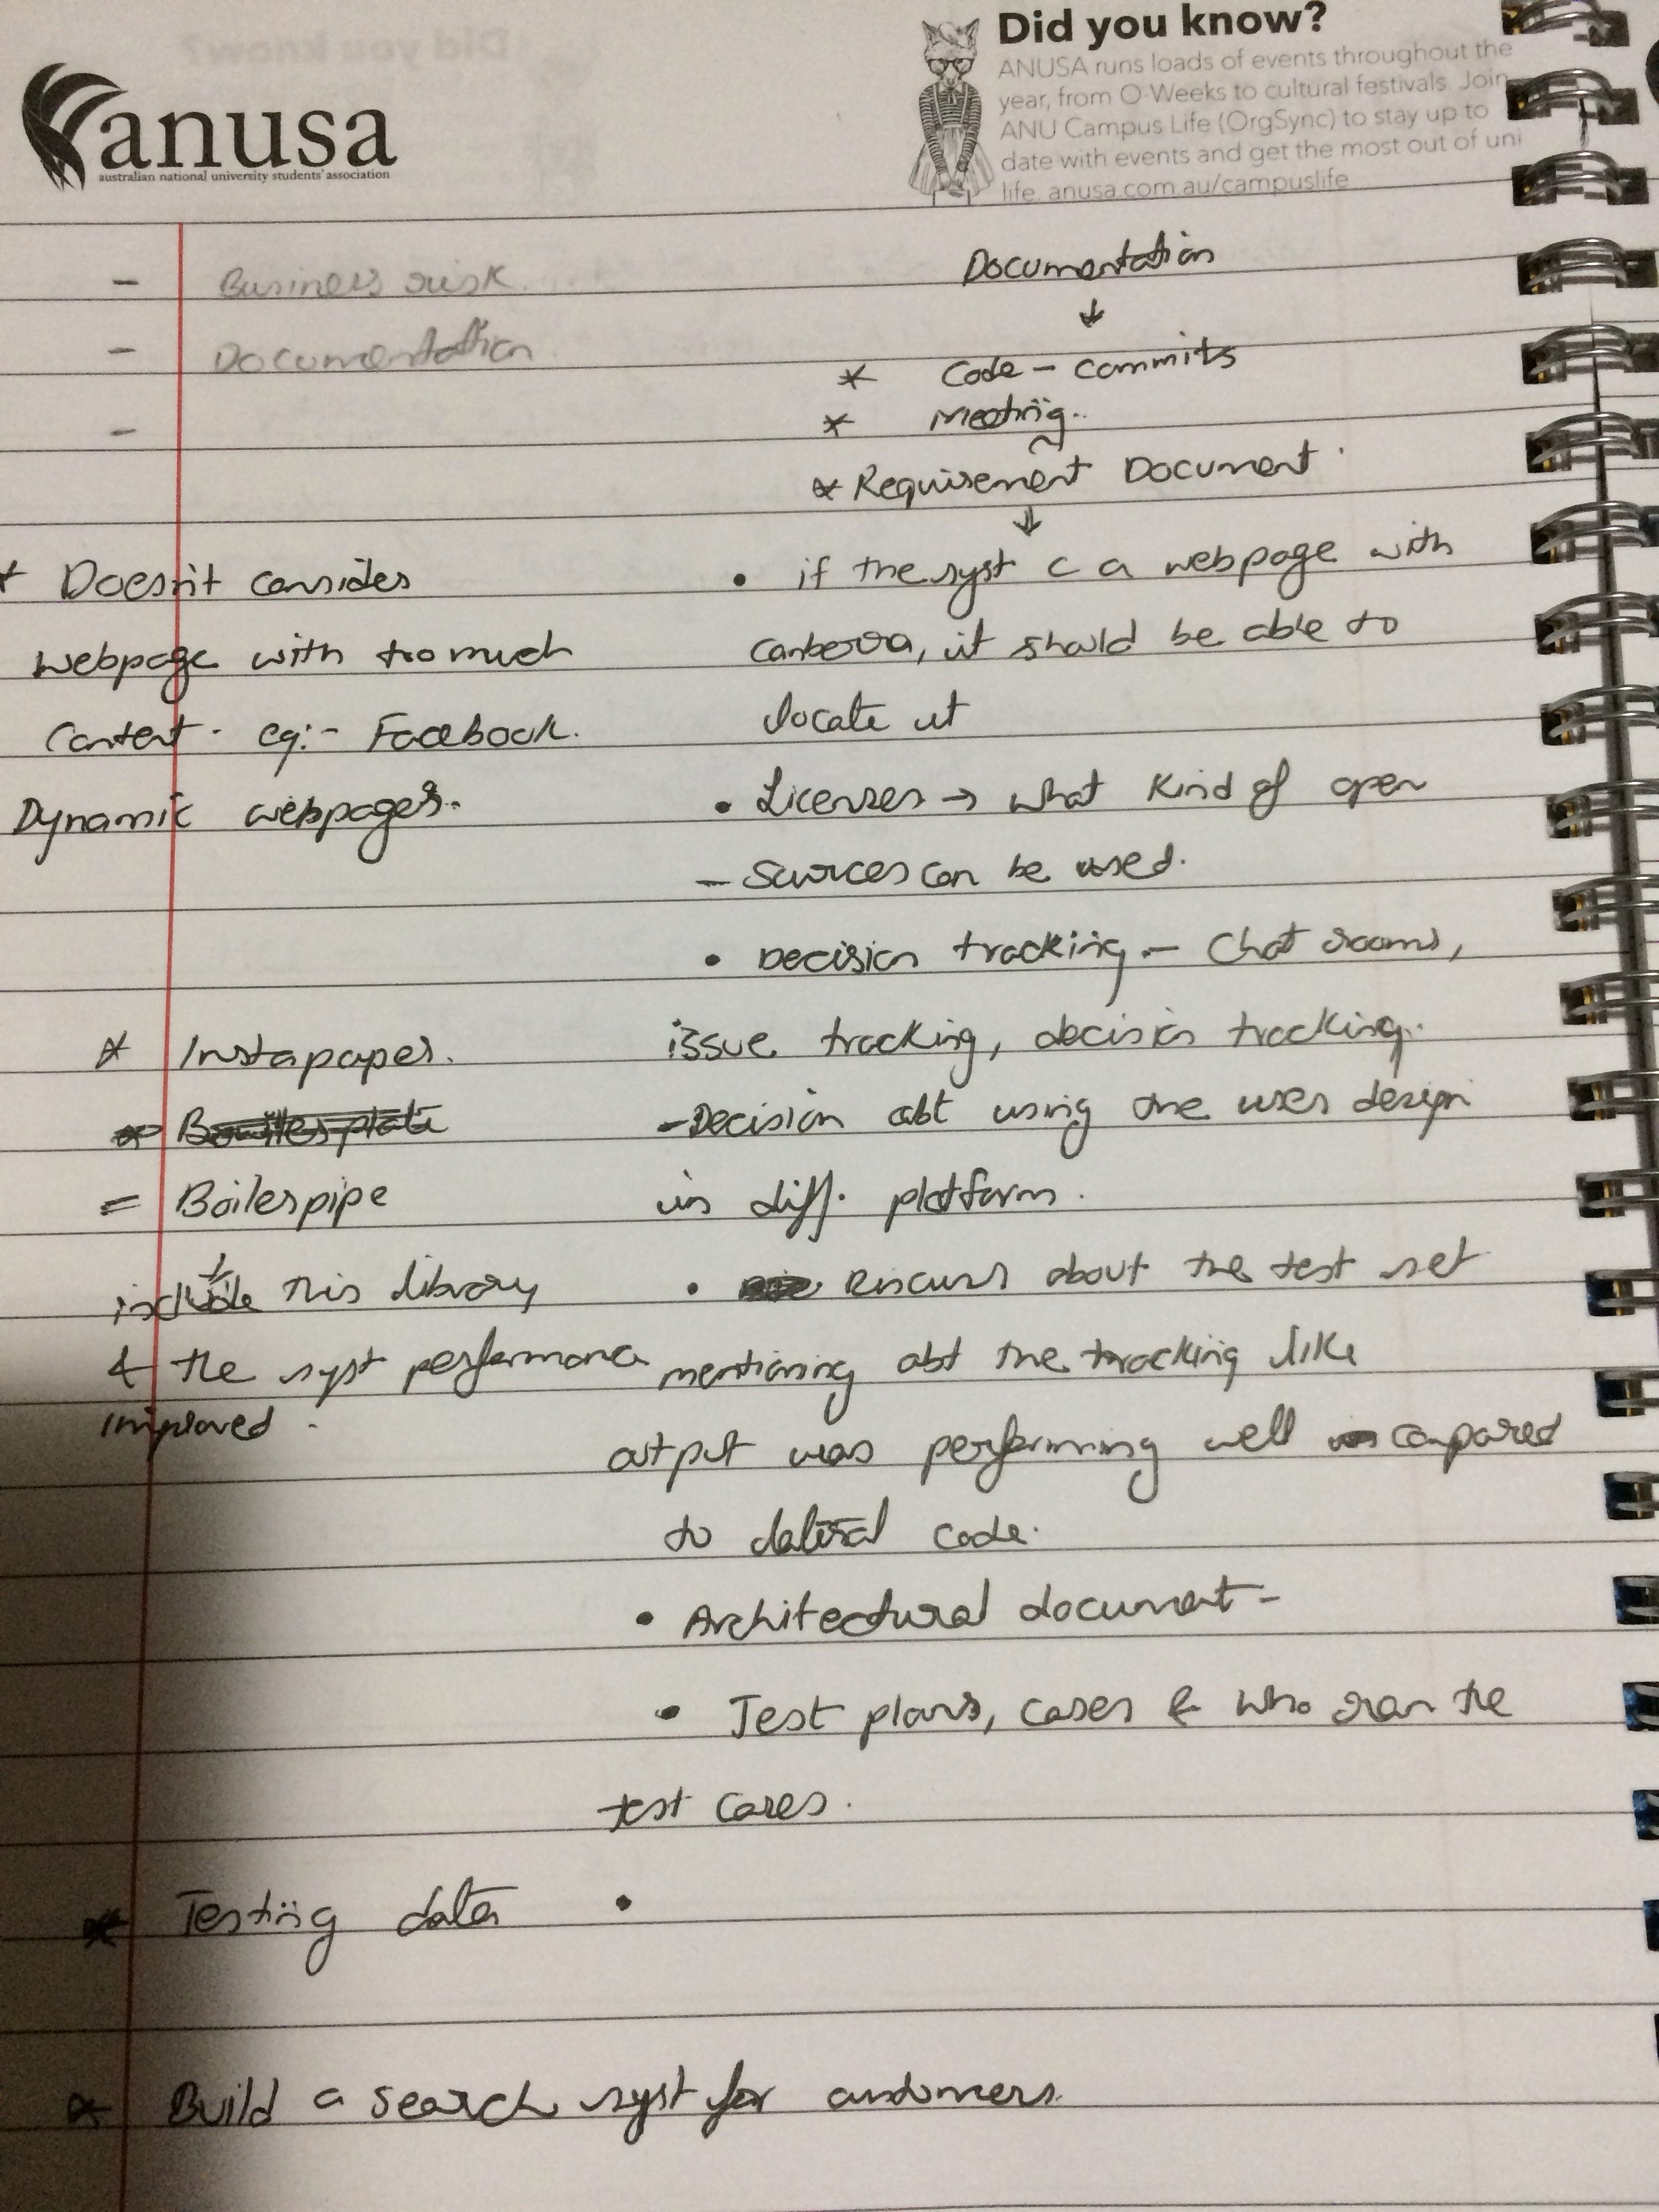 anusa
australian national university students' association
Did you know?
ANUSA runs loads of events throughout the
year, from O-Weeks to cultural festivals. Join
ANU Campus Life (OrgSync) to stay up to
date with events and get the most out of uni
life. anusa.com.au/campuslife
- Business risk.
- Documentation.
-
Documentation
↓
* Code - commits
* Meeting..
* Requirement Document.
↓
* Doesn't consider
webpage with too much
content. eg:- Facebook.
Dynamic webpages.
• if the syst c a webpage with
canberra, it should be able to
locate it
• Licenses → what kind of open
- Sources can be used.
• Decision tracking - Chat rooms,
issue tracking, decision tracking.
- Decision abt using one user design
in diff. platform.
• discuss about the test set
mentioning abt the tracking like
output was performing well compared
to code.
• Architectural document -
• Test plans, cases & who ran the
test cases.
•
* Instapaper.
= Boilerpipe
include this library
& the syst performance
improved.
* Testing data
* Build a search syst for customers.